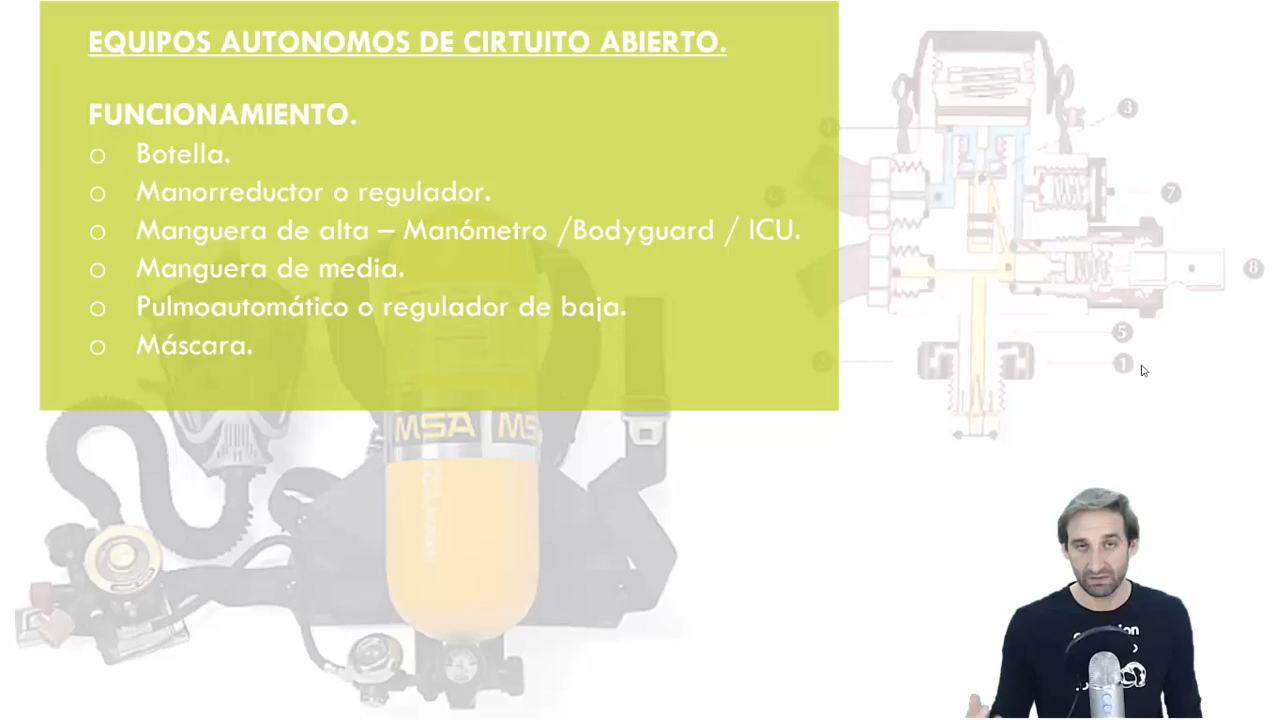 EQUIPOS AUTONOMOS DE CIRTUITO ABIERTO.
FUNCIONAMIENTO.
Botella.
Manorreductor o regulador.
Manguera de alta – Manómetro /Bodyguard / ICU.
Manguera de media.
Pulmoautomático o regulador de baja.
Máscara.
3
7
8
5
1
MSA MS